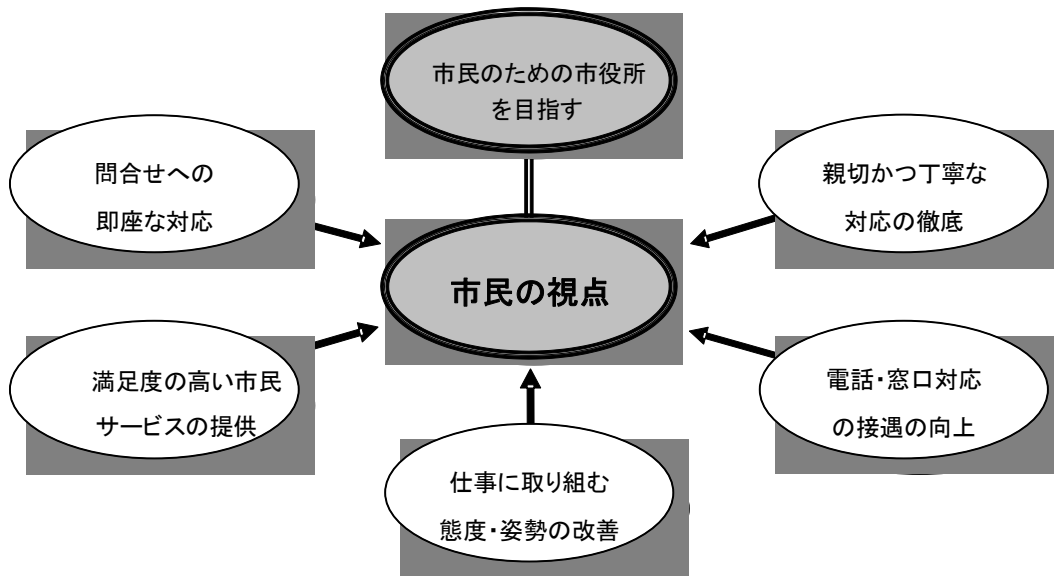 市民のための市役所
を目指す
問合せへの
即座な対応
親切かつ丁寧な
対応の徹底
市民の視点
満足度の高い市民
サービスの提供
電話・窓口対応
の接遇の向上
仕事に取り組む
態度・姿勢の改善